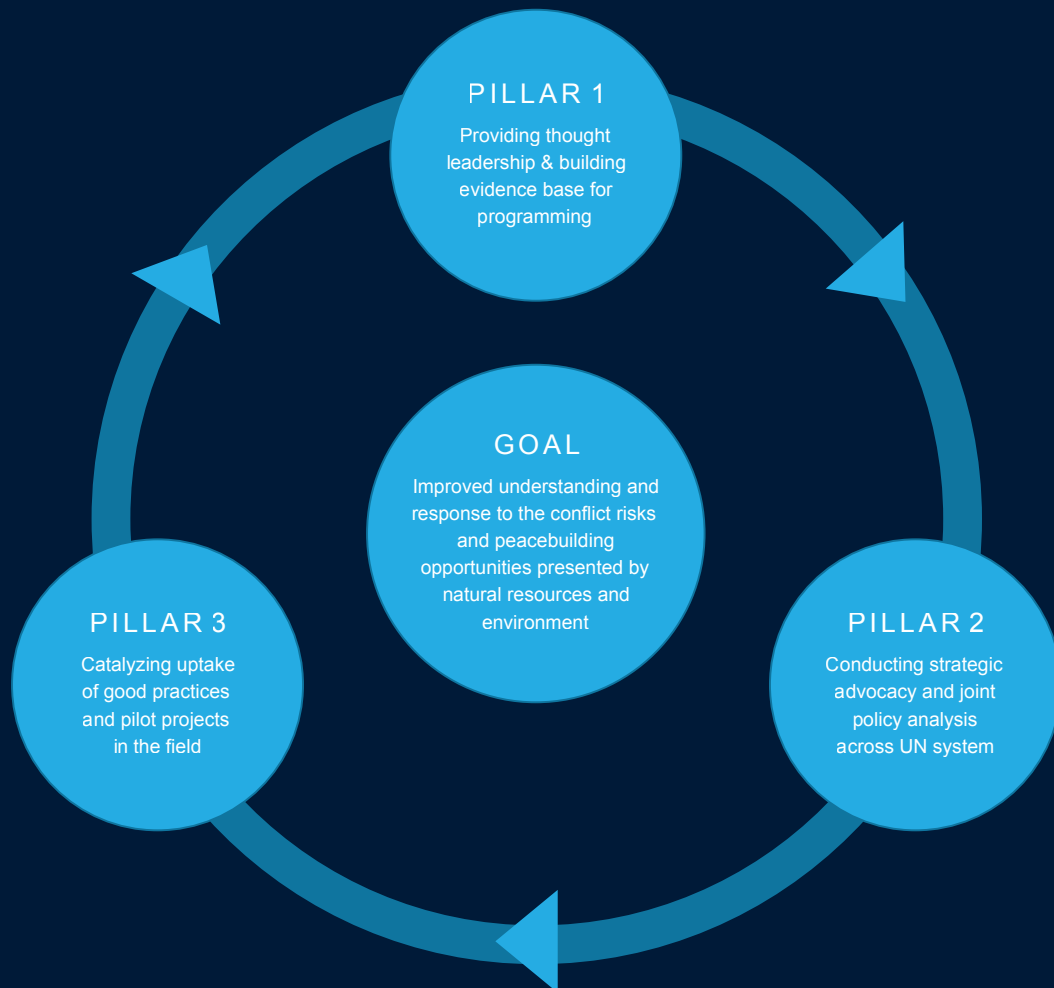 PILLAR 1
Providing thought
leadership & building
evidence base for
programming
GOAL
Improved understanding and
response to the conflict risks
and peacebuilding
opportunities presented by
natural resources and
environment
PILLAR 3
Catalyzing uptake
of good practices
and pilot projects
in the field
PILLAR 2
Conducting strategic
advocacy and joint
policy analysis
across UN system